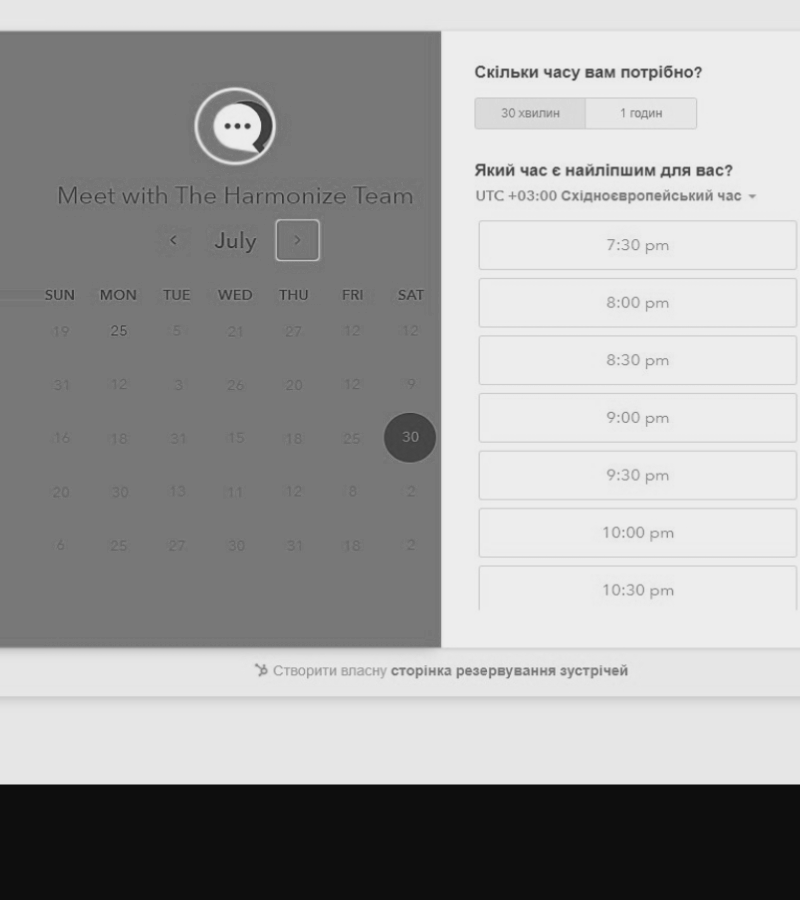 Meet with The Harmonize Team
July
SUN MON TUE WED THU FRI SAT
19 25 5 21 27 12 12
31 12 3 26 20 12 9
16 18 31 15 18 25 30
20 30 13 11 12 8 2
6 25 27 30 31 18 2
Скільки часу вам потрібно?
30 хвилин 1 годин
Який час є найліпшим для вас?
UTC +03:00 Східноєвропейський час
7:30 pm
8:00 pm
8:30 pm
9:00 pm
9:30 pm
10:00 pm
10:30 pm
Створити власну сторінка резервування зустрічей